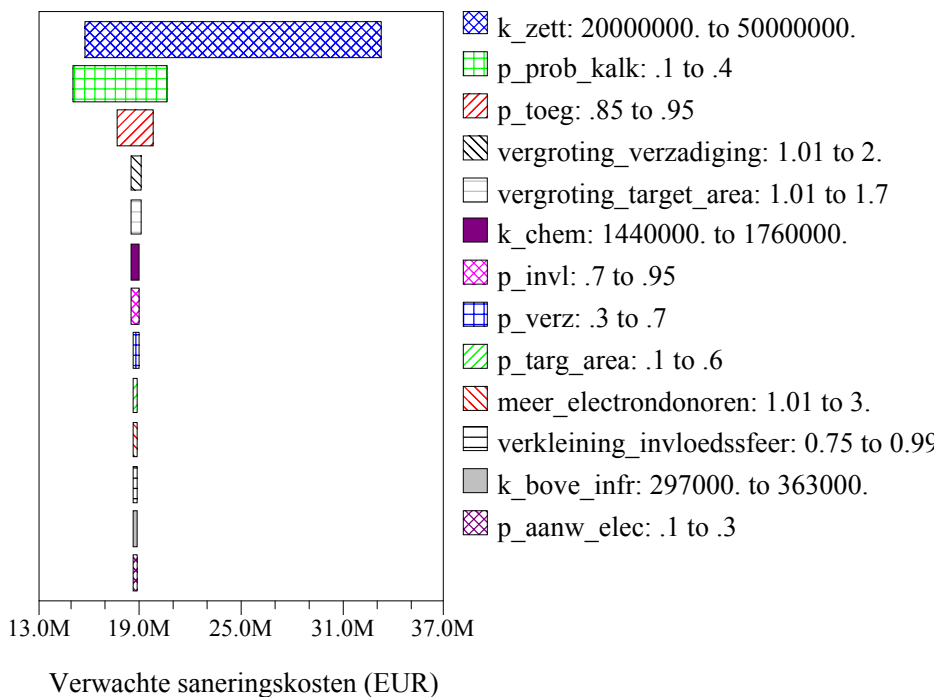 k_zett: 20000000. to 50000000.
p_prob_kalk: .1 to .4
p_toeg: .85 to .95
vergroting_verzadiging: 1.01 to 2.
vergroting_target_area: 1.01 to 1.7
k_chem: 1440000. to 1760000.
p_invl: .7 to .95
p_verz: .3 to .7
p_targ_area: .1 to .6
meer_electrondonoren: 1.01 to 3.
verkleining_invloedssfeer: 0.75 to 0.99
k_bove_infr: 297000. to 363000.
p_aanw_elec: .1 to .3
13.0M 19.0M 25.0M 31.0M 37.0M
Verwachte saneringskosten (EUR)